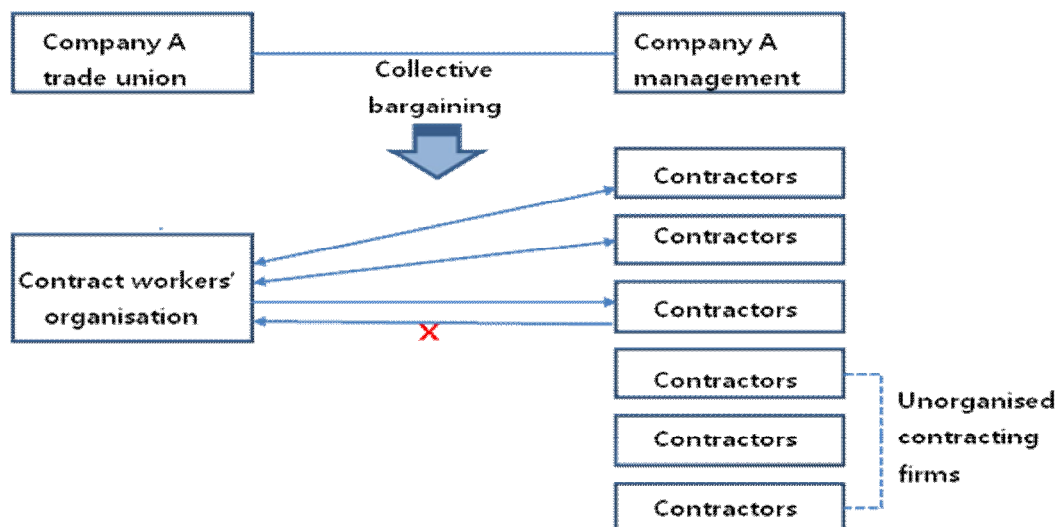 Company A
trade union
Company A
management
Collective
bargaining
Contractors
Contractors
Contract workers'
organisation
Contractors
Contractors
Contractors
Contractors
Unorganised
contracting
firms